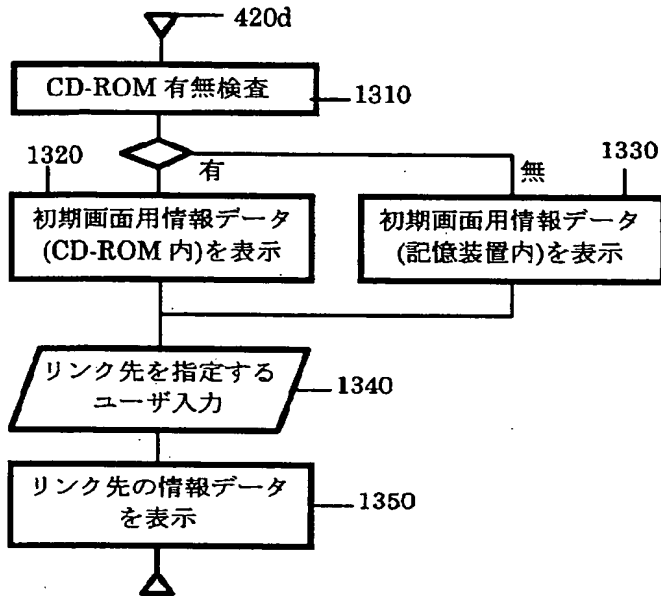 420d
CD-ROM 有無検査
1310
1320
有
無
1330
初期画面用情報データ
(CD-ROM 内)を表示
初期画面用情報データ
(記憶装置内)を表示
リンク先を指定する
ユーザ入力
1340
リンク先の情報データ
を表示
1350